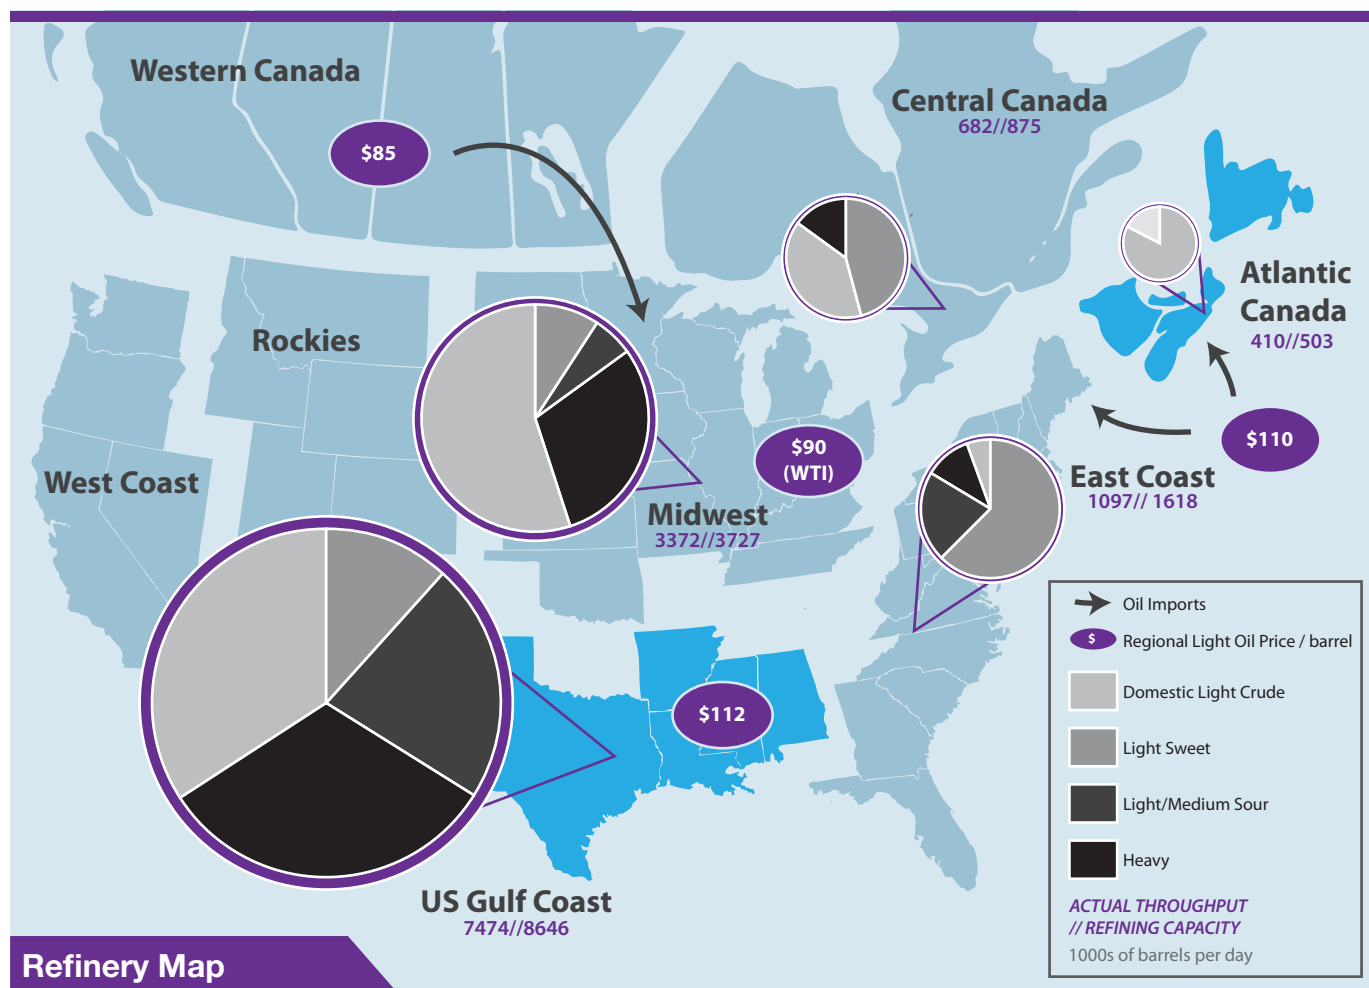 Western Canada
$85
Central Canada
682//875
Atlantic
Canada
410//503
Rockies
$90
(WTI)
$110
West Coast
East Coast
1097// 1618
Midwest
3372//3727
$112
US Gulf Coast
7474//8646
Oil Imports
$
Regional Light Oil Price / barrel
Domestic Light Crude
Light Sweet
Light/Medium Sour
Heavy
ACTUAL THROUGHPUT
// REFINING CAPACITY
1000s of barrels per day
Refinery Map